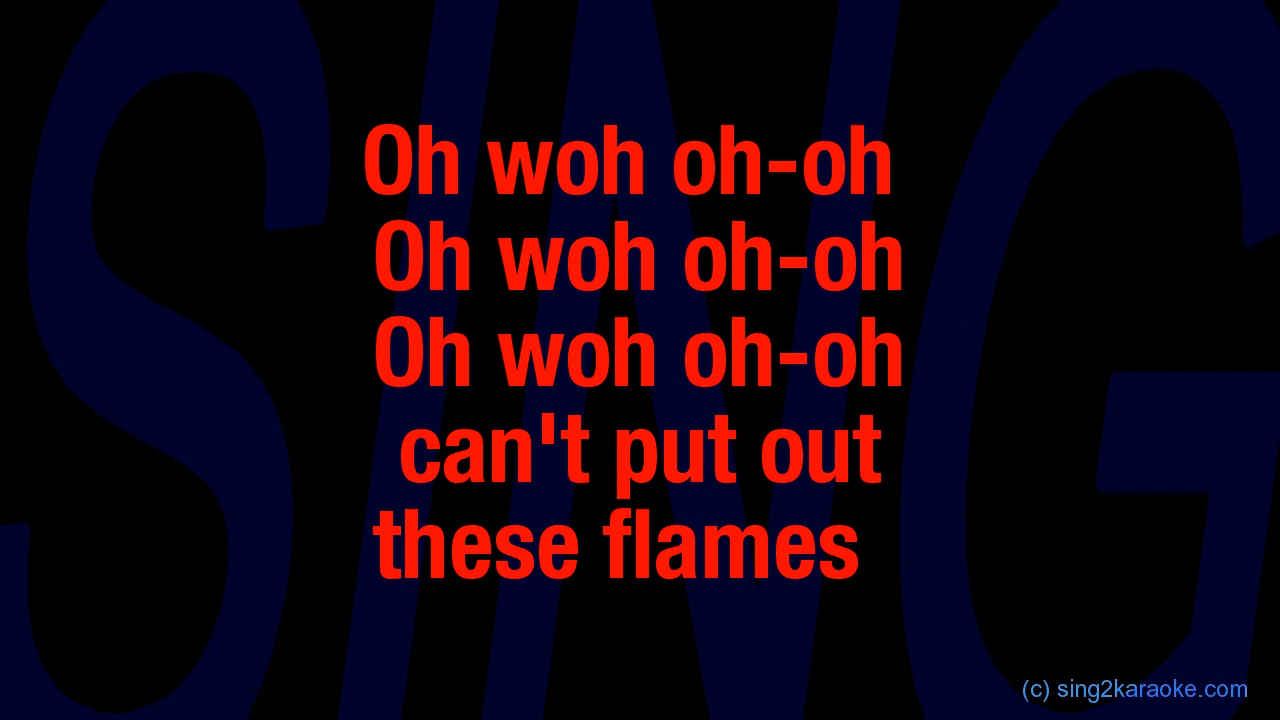 SING
Oh woh oh-oh
Oh woh oh-oh
Oh woh oh-oh
can't put out
these flames
(c) sing2karaoke.com